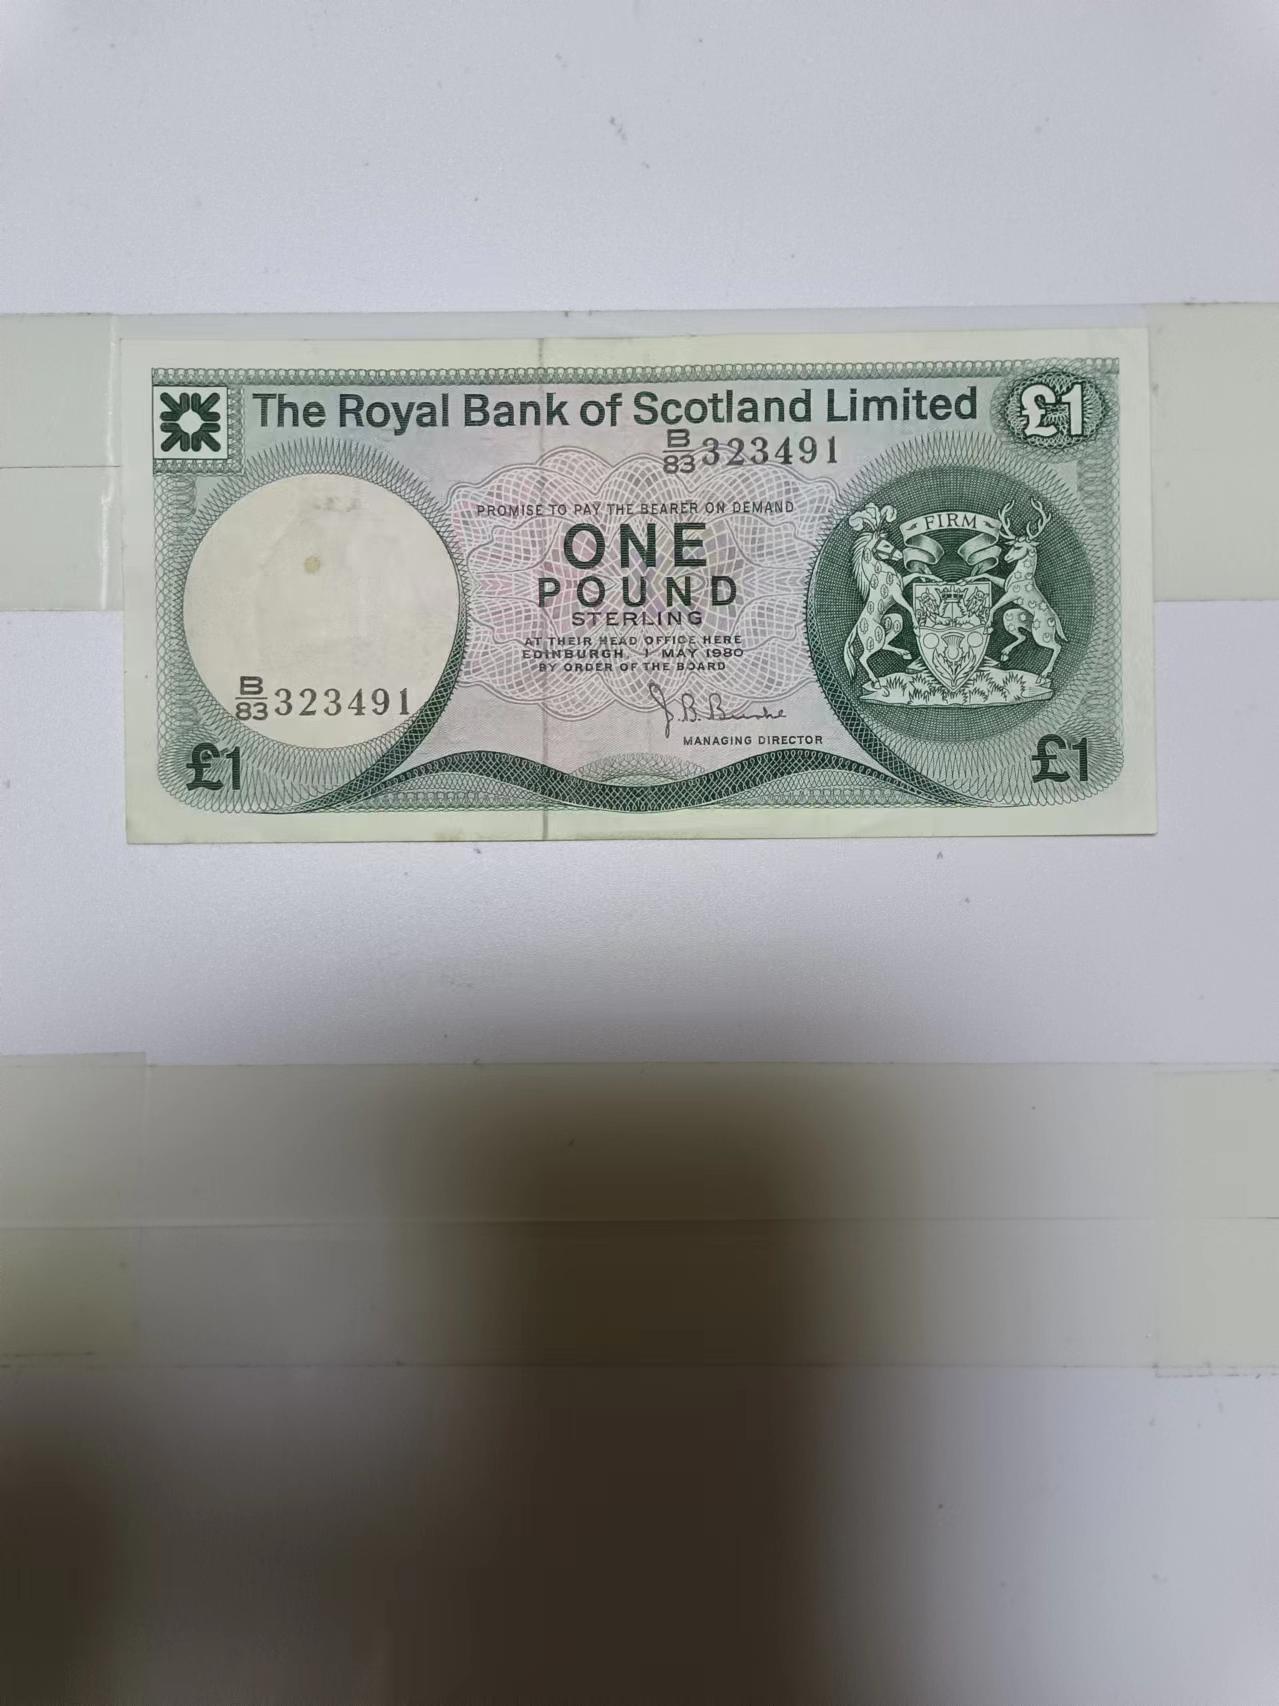 The Royal Bank of Scotland Limited
£1
B/83 323491
PROMISE TO PAY THE BEARER ON DEMAND
ONE
POUND
STERLING
AT THEIR HEAD OFFICE HERE
EDINBURGH, 1 MAY 1980
BY ORDER OF THE BOARD
FIRM
B/83 323491
J. B. Burke
MANAGING DIRECTOR
£1
£1